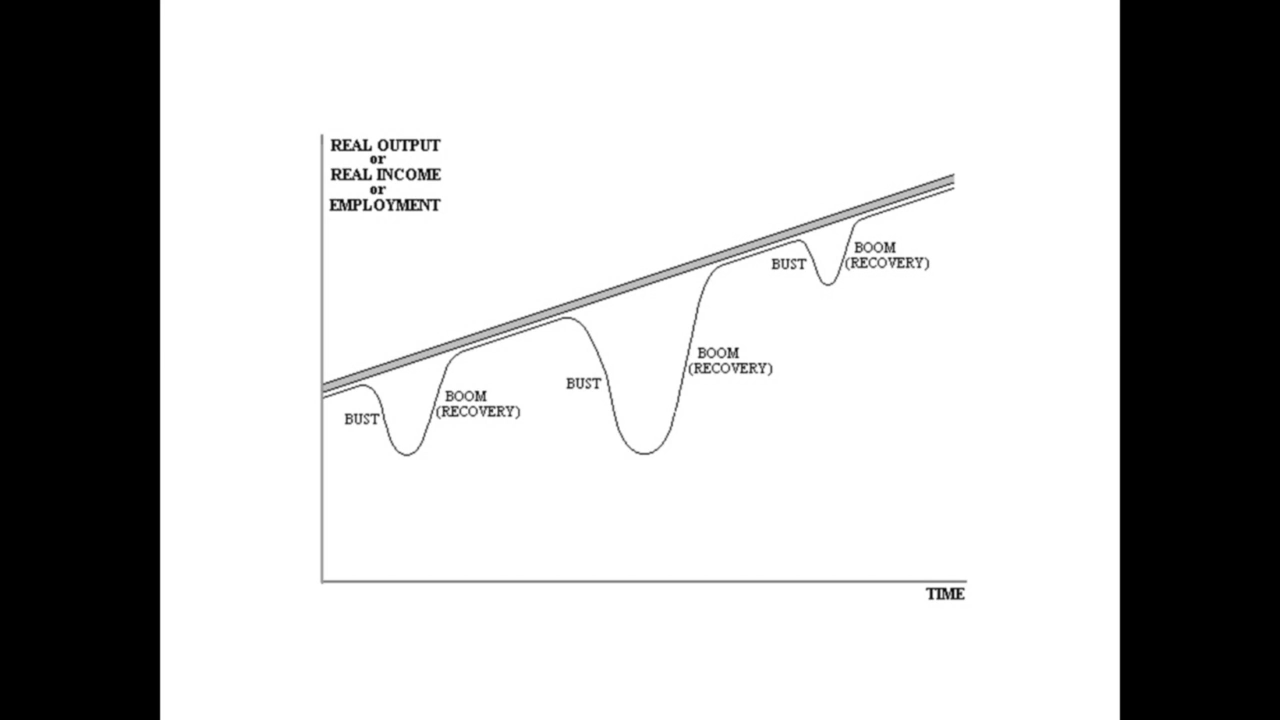 REAL OUTPUT
or
REAL INCOME
or
EMPLOYMENT
BUST
BOOM
(RECOVERY)
BUST
BOOM
(RECOVERY)
BUST
BOOM
(RECOVERY)
TIME